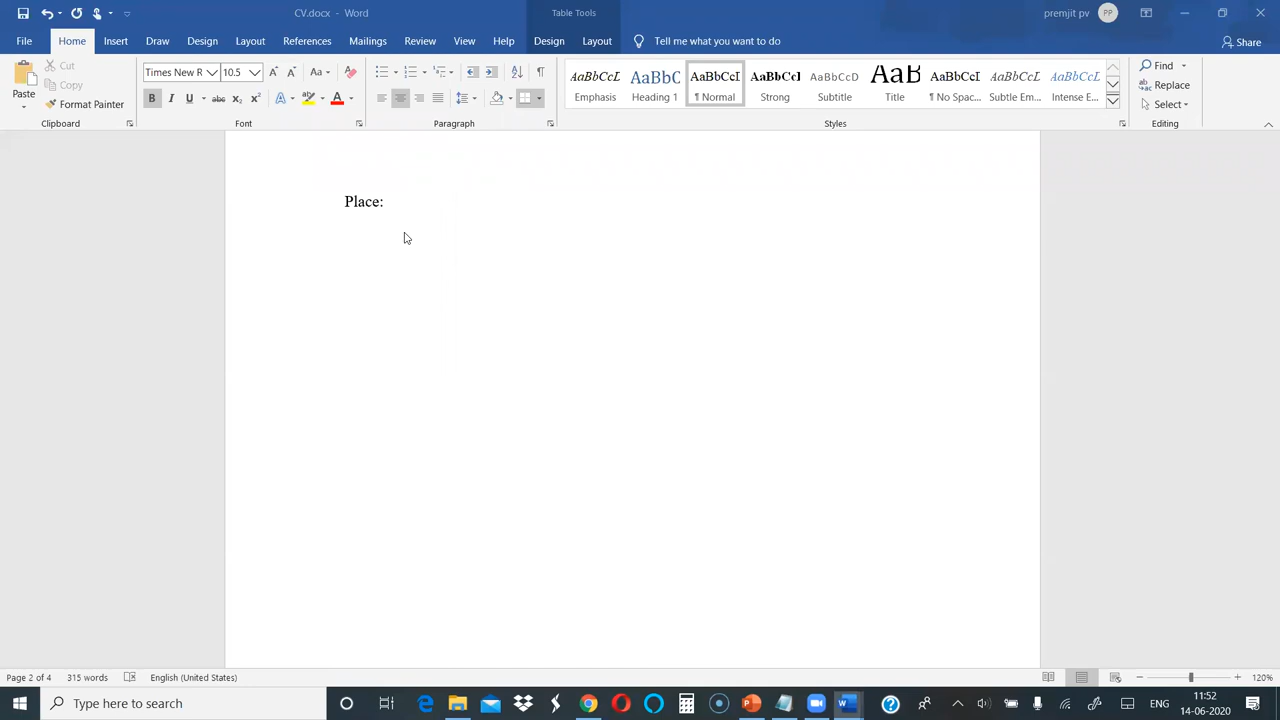 CV.docx - Word
Table Tools
premjit pv
PP
File
Home
Insert
Draw
Design
Layout
References
Mailings
Review
View
Help
Design
Layout
Tell me what you want to do
Share
Paste
Cut
Copy
Format Painter
Clipboard
Times New R
10.5
Font
Paragraph
AaBbCcL
Emphasis
AaBbC
Heading 1
AaBbCcI
¶ Normal
AaBbCcI
Strong
AaBbCcD
Subtitle
AaB
Title
AaBbCcI
¶ No Spac...
AaBbCcL
Subtle Em...
AaBbCcL
Intense E...
Styles
Find
Replace
Select
Editing
Place:
Page 2 of 4
315 words
English (United States)
120%
Type here to search
ENG
11:52
14-06-2020